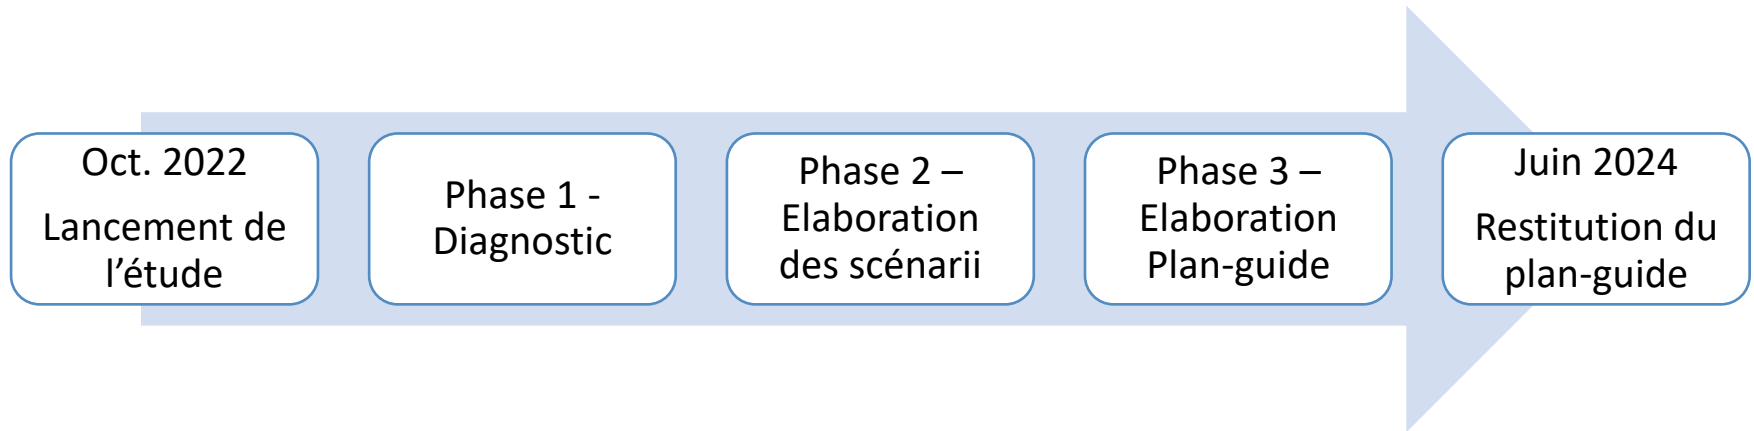 Oct. 2022
Lancement de
l’étude
Phase 1 -
Diagnostic
Phase 2 –
Elaboration
des scénarii
Phase 3 –
Elaboration
Plan-guide
Juin 2024
Restitution du
plan-guide